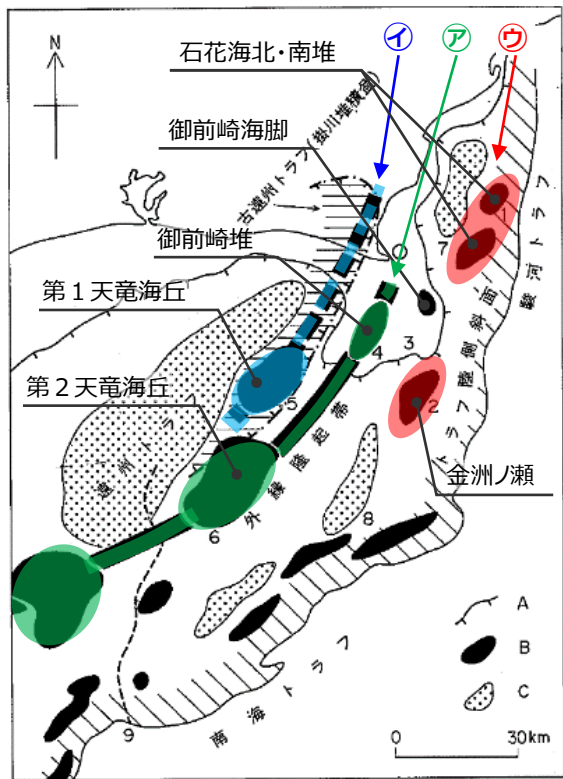 N
石花海北・南堆
㋑
㋐
㋒
御前崎海脚
古遠州トラフ(掛川堆積盆)
御前崎堆
第1天竜海丘
第2天竜海丘
遠州トラフ
外縁隆起帯
駿河トラフ
トラフ陸側斜面
金洲ノ瀬
南海トラフ
1
7
3
4
2
5
6
8
9
A
B
C
0
30km